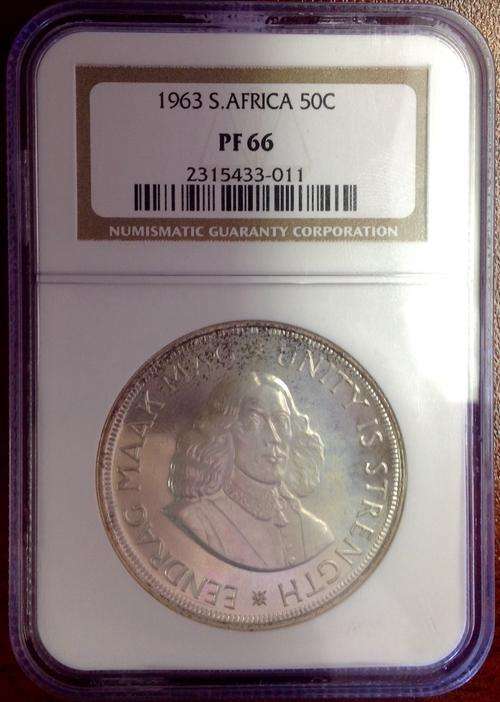 1963 S.AFRICA 50C
PF 66
2315433-011
NUMISMATIC GUARANTY CORPORATION
EENDRAG MAAK MAG * UNITY IS STRENGTH *